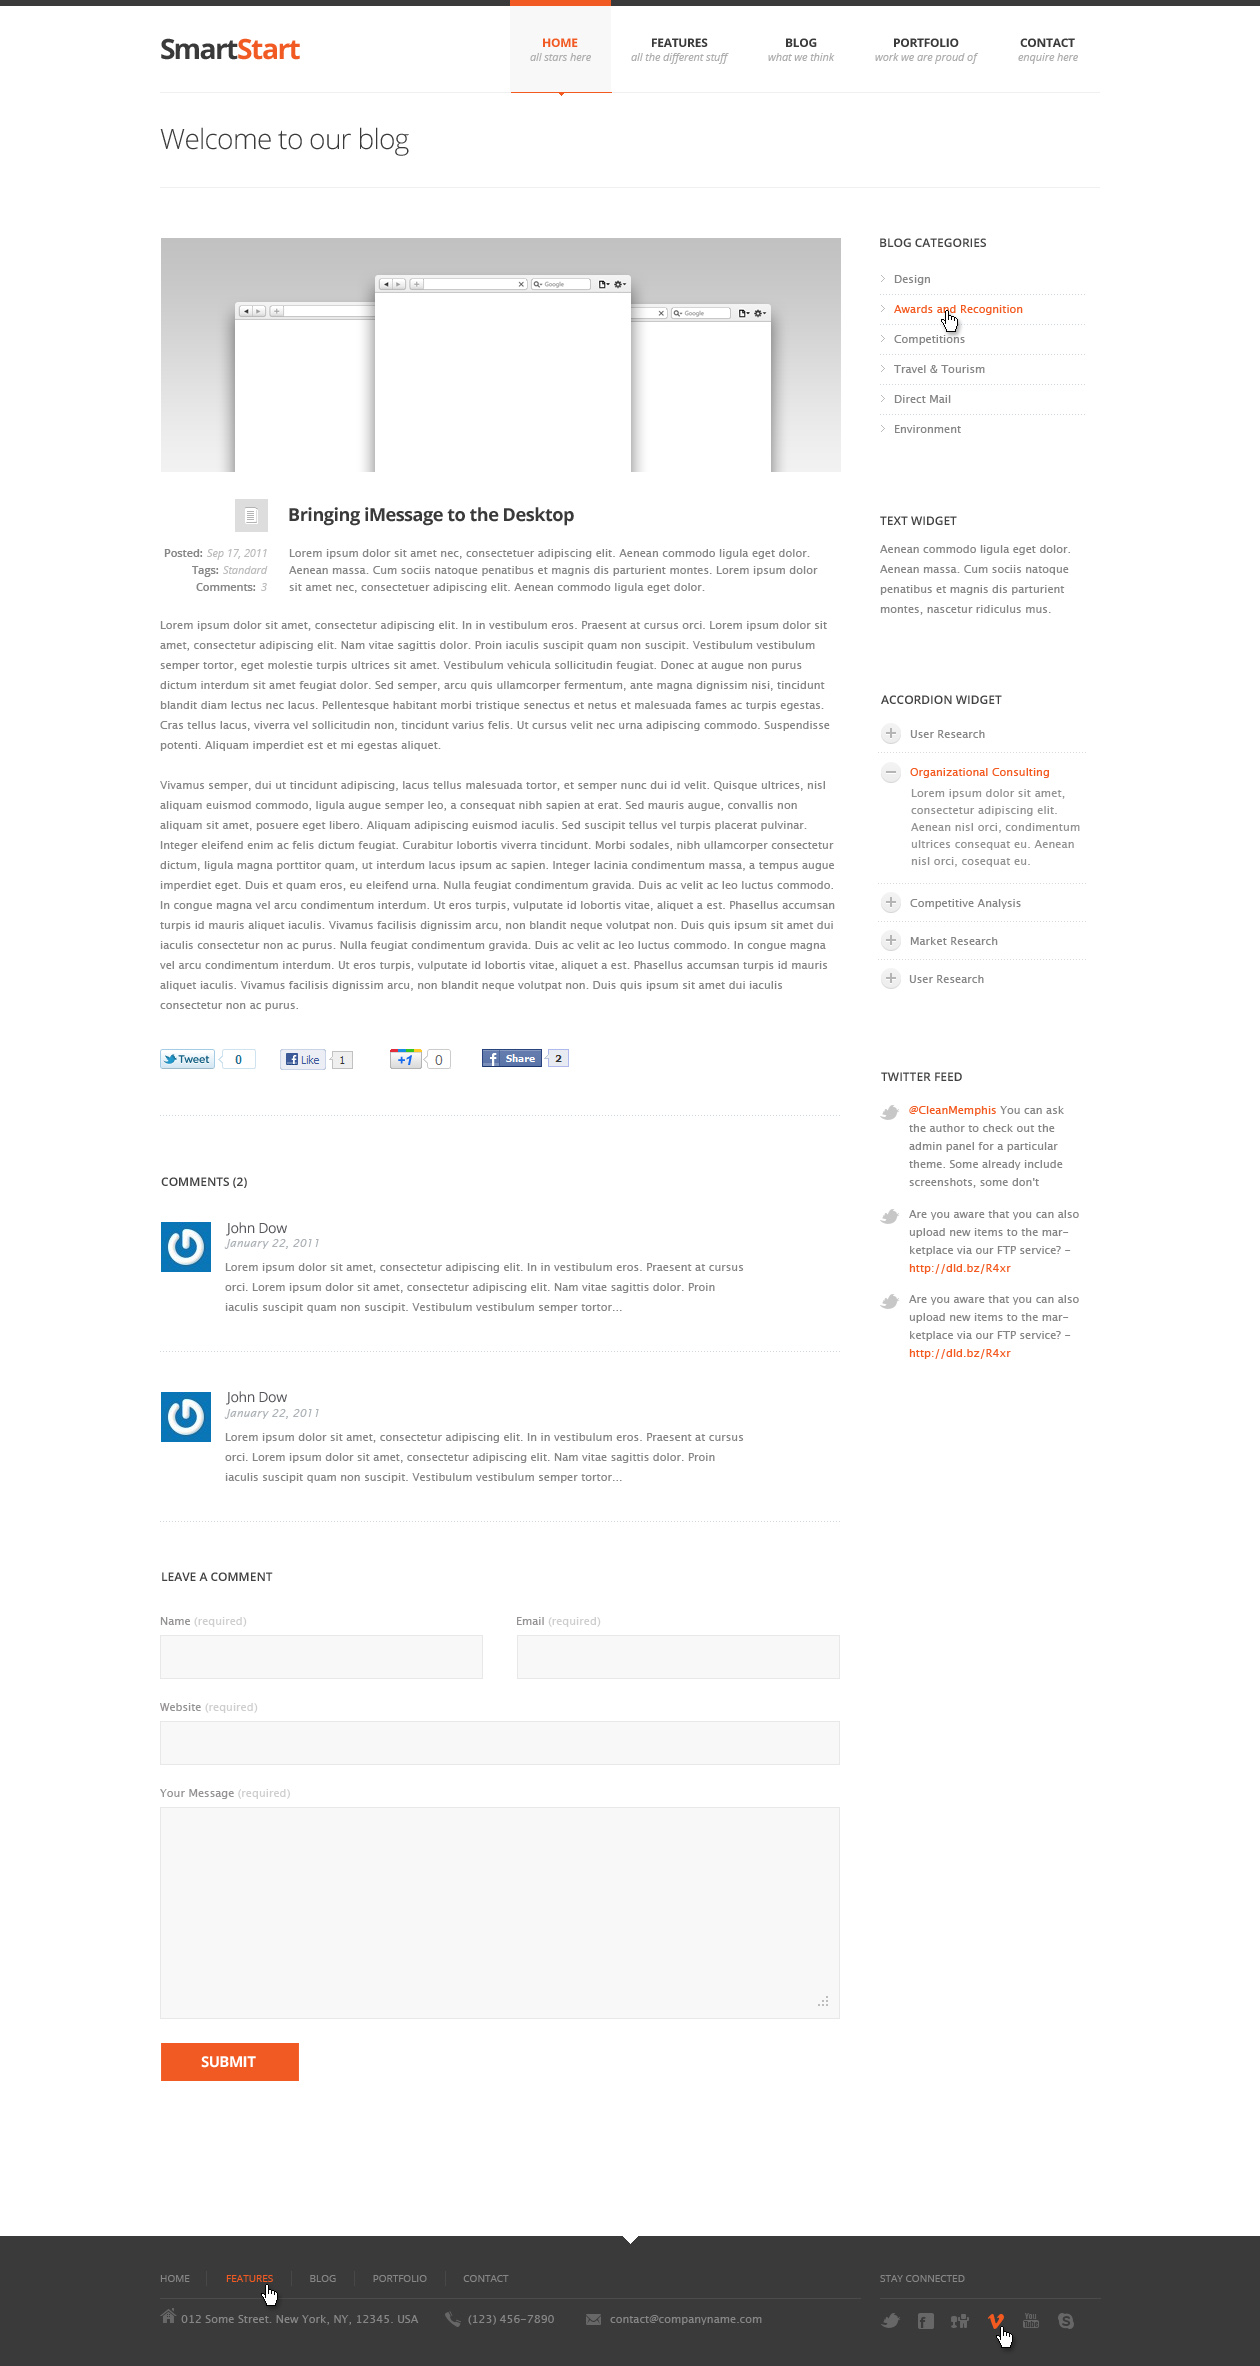 SmartStart
HOME
all stars here
FEATURES
all the different stuff
BLOG
what we think
PORTFOLIO
work we are proud of
CONTACT
enquire here
Welcome to our blog
Google
Google
Bringing iMessage to the Desktop
Posted: Sep 17, 2011
Tags: Standard
Comments: 3
Lorem ipsum dolor sit amet nec, consectetuer adipiscing elit. Aenean commodo ligula eget dolor.
Aenean massa. Cum sociis natoque penatibus et magnis dis parturient montes. Lorem ipsum dolor
sit amet nec, consectetuer adipiscing elit. Aenean commodo ligula eget dolor.
Lorem ipsum dolor sit amet, consectetur adipiscing elit. In in vestibulum eros. Praesent at cursus orci. Lorem ipsum dolor sit
amet, consectetur adipiscing elit. Nam vitae sagittis dolor. Proin iaculis suscipit quam non suscipit. Vestibulum vestibulum
semper tortor, eget molestie turpis ultrices sit amet. Vestibulum vehicula sollicitudin feugiat. Donec at augue non purus
dictum interdum sit amet feugiat dolor. Sed semper, arcu quis ullamcorper fermentum, ante magna dignissim nisi, tincidunt
blandit diam lectus nec lacus. Pellentesque habitant morbi tristique senectus et netus et malesuada fames ac turpis egestas.
Cras tellus lacus, viverra vel sollicitudin non, tincidunt varius felis. Ut cursus velit nec urna adipiscing commodo. Suspendisse
potenti. Aliquam imperdiet est et mi egestas aliquet.
Vivamus semper, dui ut tincidunt adipiscing, lacus tellus malesuada tortor, et semper nunc dui id velit. Quisque ultrices, nisl
aliquam euismod commodo, ligula augue semper leo, a consequat nibh sapien at erat. Sed mauris augue, convallis non
aliquam sit amet, posuere eget libero. Aliquam adipiscing euismod iaculis. Sed suscipit tellus vel turpis placerat pulvinar.
Integer eleifend enim ac felis dictum feugiat. Curabitur lobortis viverra tincidunt. Morbi sodales, nibh ullamcorper consectetur
dictum, ligula magna porttitor quam, ut interdum lacus ipsum ac sapien. Integer lacinia condimentum massa, a tempus augue
imperdiet eget. Duis et quam eros, eu eleifend urna. Nulla feugiat condimentum gravida. Duis ac velit ac leo luctus commodo.
In congue magna vel arcu condimentum interdum. Ut eros turpis, vulputate id lobortis vitae, aliquet a est. Phasellus accumsan
turpis id mauris aliquet iaculis. Vivamus facilisis dignissim arcu, non blandit neque volutpat non. Duis quis ipsum sit amet dui
iaculis consectetur non ac purus. Nulla feugiat condimentum gravida. Duis ac velit ac leo luctus commodo. In congue magna
vel arcu condimentum interdum. Ut eros turpis, vulputate id lobortis vitae, aliquet a est. Phasellus accumsan turpis id mauris
aliquet iaculis. Vivamus facilisis dignissim arcu, non blandit neque volutpat non. Duis quis ipsum sit amet dui iaculis
consectetur non ac purus.
Tweet 0 Like 1 +1 0 Share 2
COMMENTS (2)
John Dow
January 22, 2011
Lorem ipsum dolor sit amet, consectetur adipiscing elit. In in vestibulum eros. Praesent at cursus
orci. Lorem ipsum dolor sit amet, consectetur adipiscing elit. Nam vitae sagittis dolor. Proin
iaculis suscipit quam non suscipit. Vestibulum vestibulum semper tortor...
John Dow
January 22, 2011
Lorem ipsum dolor sit amet, consectetur adipiscing elit. In in vestibulum eros. Praesent at cursus
orci. Lorem ipsum dolor sit amet, consectetur adipiscing elit. Nam vitae sagittis dolor. Proin
iaculis suscipit quam non suscipit. Vestibulum vestibulum semper tortor...
LEAVE A COMMENT
Name (required)
Email (required)
Website (required)
Your Message (required)
SUBMIT
BLOG CATEGORIES
Design
Awards and Recognition
Competitions
Travel & Tourism
Direct Mail
Environment
TEXT WIDGET
Aenean commodo ligula eget dolor.
Aenean massa. Cum sociis natoque
penatibus et magnis dis parturient
montes, nascetur ridiculus mus.
ACCORDION WIDGET
User Research
Organizational Consulting
Lorem ipsum dolor sit amet,
consectetur adipiscing elit.
Aenean nisl orci, condimentum
ultrices consequat eu. Aenean
nisl orci, cosequat eu.
Competitive Analysis
Market Research
User Research
TWITTER FEED
@CleanMemphis You can ask
the author to check out the
admin panel for a particular
theme. Some already include
screenshots, some don't
Are you aware that you can also
upload new items to the mar-
ketplace via our FTP service? -
http://dld.bz/R4xr
Are you aware that you can also
upload new items to the mar-
ketplace via our FTP service? -
http://dld.bz/R4xr
HOME FEATURES BLOG PORTFOLIO CONTACT
012 Some Street. New York, NY, 12345. USA (123) 456-7890 contact@companyname.com
STAY CONNECTED
You Tube